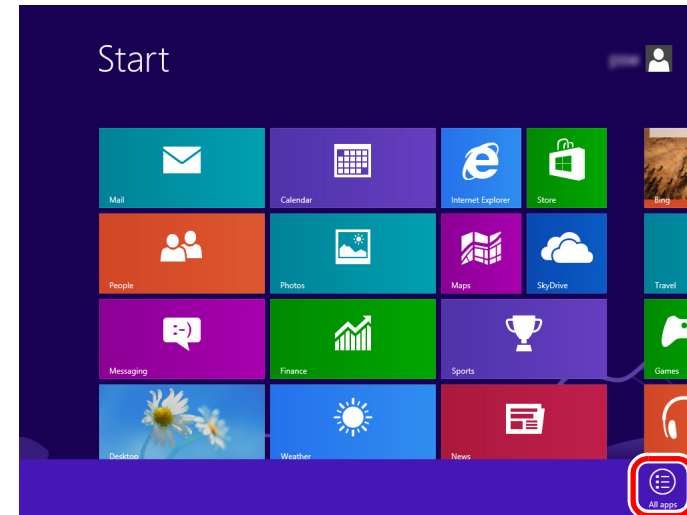 Start
Mail
Calendar
Internet Explorer
Store
Bing
People
Photos
Maps
SkyDrive
Travel
Messaging
:-)
Finance
Sports
Games
Desktop
Weather
News
All apps